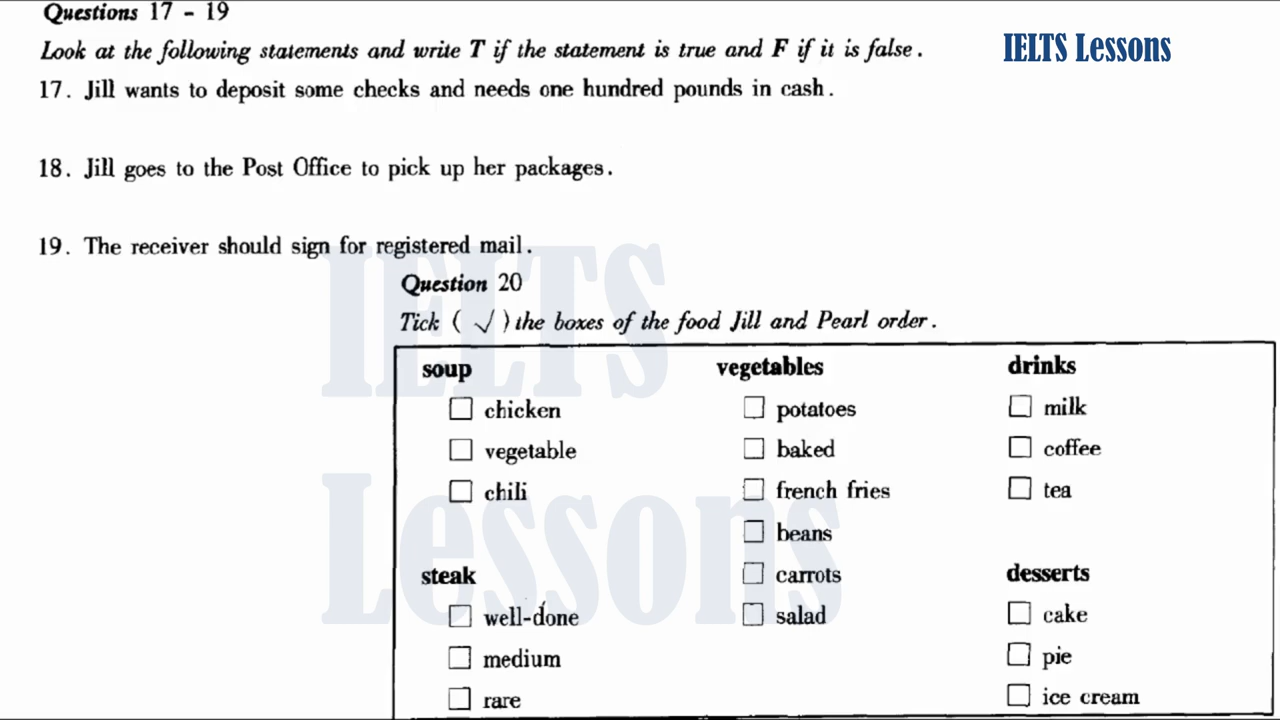 Questions 17 - 19
Look at the following statements and write T if the statement is true and F if it is false.
IELTS Lessons
17. Jill wants to deposit some checks and needs one hundred pounds in cash.
18. Jill goes to the Post Office to pick up her packages.
19. The receiver should sign for registered mail.
Question 20
Tick ( √ ) the boxes of the food Jill and Pearl order.
soup
chicken
vegetable
chili
steak
well-done
medium
rare
vegetables
potatoes
baked
french fries
beans
carrots
salad
drinks
milk
coffee
tea
desserts
cake
pie
ice cream
IELTS
Lessons